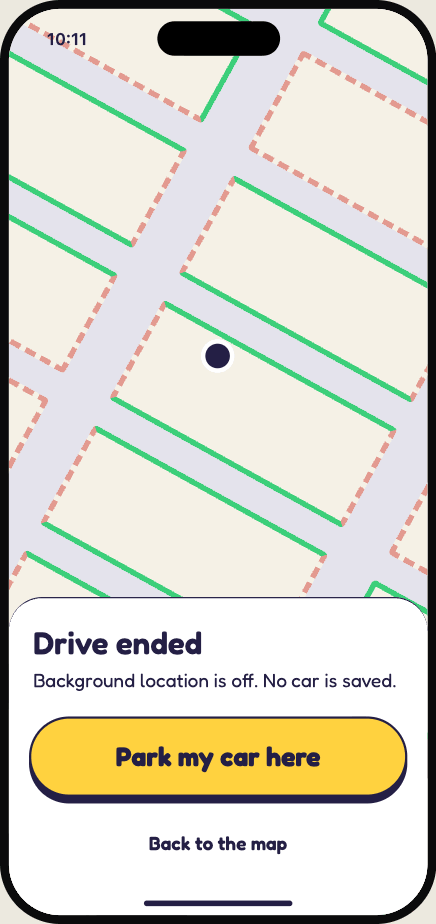 10:11
Drive ended
Background location is off. No car is saved.
Park my car here
Back to the map